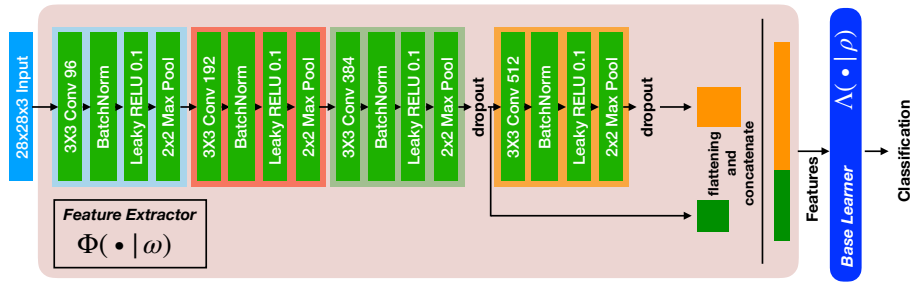 28x28x3 Input
3X3 Conv 96
BatchNorm
Leaky RELU 0.1
2x2 Max Pool
3X3 Conv 192
BatchNorm
Leaky RELU 0.1
2x2 Max Pool
3X3 Conv 384
BatchNorm
Leaky RELU 0.1
2x2 Max Pool
dropout
3X3 Conv 512
BatchNorm
Leaky RELU 0.1
2x2 Max Pool
dropout
flattening
and
concatenate
Features
Λ( • | ρ)
Base Learner
Classification
Feature Extractor
Φ( • | ω)